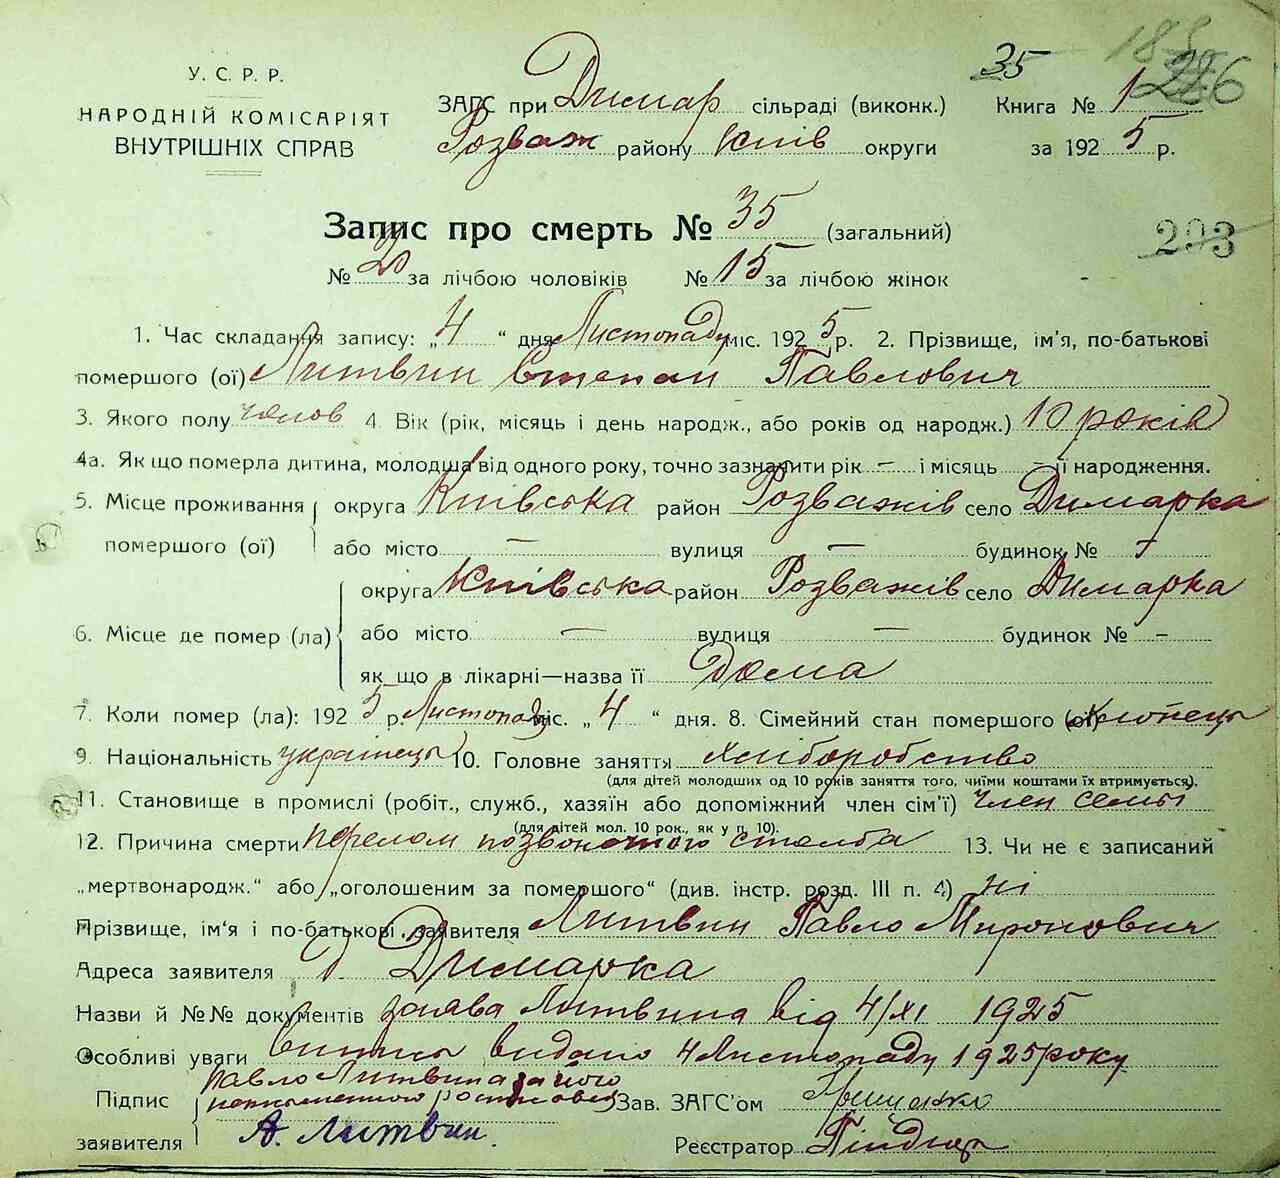 35
226
У. С. Р. Р.
НАРОДНІЙ КОМІСАРІЯТ
ВНУТРІШНІХ СПРАВ
ЗАГС при Димар сільраді (виконк.) Книга № 1
Розваж району Київ округи за 1925 р.
Запис про смерть № 35 (загальний)
203
№ 20 за лічбою чоловіків № 15 за лічбою жінок
1. Час складання запису: „4“ дня Листопаду міс. 1925 р. 2. Прізвище, ім'я, по-батькові
помершого (ої) Литвин Степан Павлович
3. Якого полу чолов 4. Вік (рік, місяць і день народж., або років од народж.) 10 років
4а. Як що померла дитина, молодша від одного року, точно зазначити рік — і місяць — її народження.
5. Місце проживання округа Київська район Розважів село Димарка
помершого (ої) або місто — вулиця — будинок № —
округа Київська район Розважів село Димарка
6. Місце де помер (ла) або місто — вулиця — будинок № —
як що в лікарні—назва її Дома
7. Коли помер (ла): 1925 р. Листопад міс. „4“ дня. 8. Сімейний стан помершого (ої) хлопець
9. Національність українець 10. Головне заняття хліборобство
(для дітей молодших од 10 років заняття того, чиїми коштами їх втримується).
11. Становище в промислі (робіт., служб., хазяїн або допоміжний член сім'ї) член семьі
(для дітей мол. 10 рок., як у п. 10).
12. Причина смерти перелом позвоночного столба 13. Чи не є записаний
„мертвонародж.“ або „оголошеним за помершого“ (див. інстр. розд. III п. 4) ні
Прізвище, ім'я і по-батькові заявителя Литвин Павло Миронович
Адреса заявителя Димарка
Назви й №№ документів заява Литвина від 4/XI 1925
Особливі уваги Випись видано 4 Листопаду 1925 року
Підпис Павло Литвин а за його
неписьменного росписався Зав. ЗАГС'ом
заявителя А. Литвин. Реєстратор